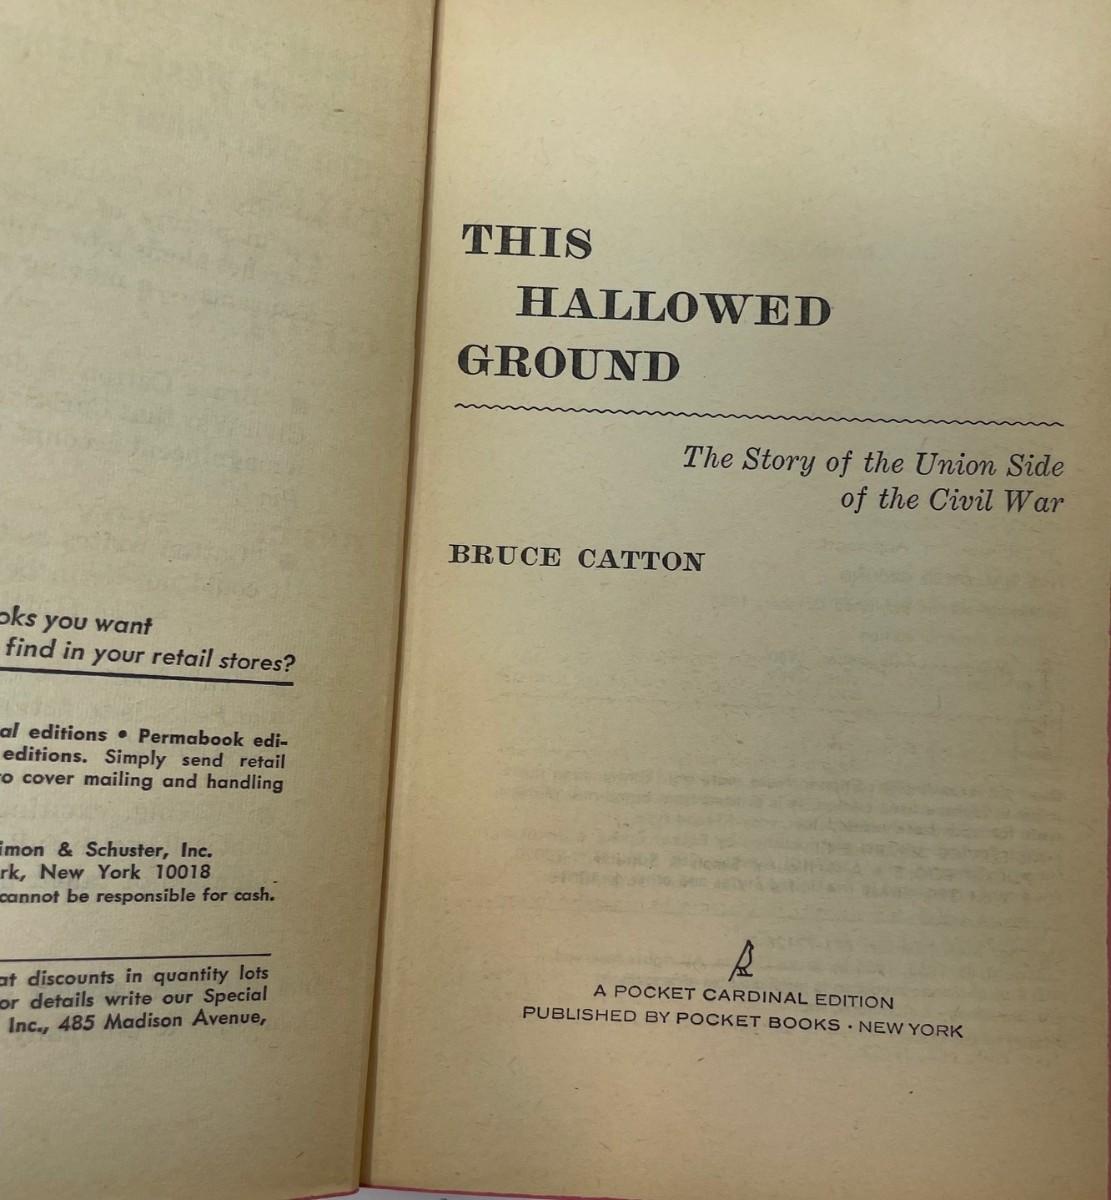 oks you want
find in your retail stores?
al editions • Permabook edi-
editions. Simply send retail
o cover mailing and handling
imon & Schuster, Inc.
rk, New York 10018
cannot be responsible for cash.
at discounts in quantity lots
or details write our Special
Inc., 485 Madison Avenue,
THIS
HALLOWED
GROUND
The Story of the Union Side
of the Civil War
BRUCE CATTON
A POCKET CARDINAL EDITION
PUBLISHED BY POCKET BOOKS • NEW YORK